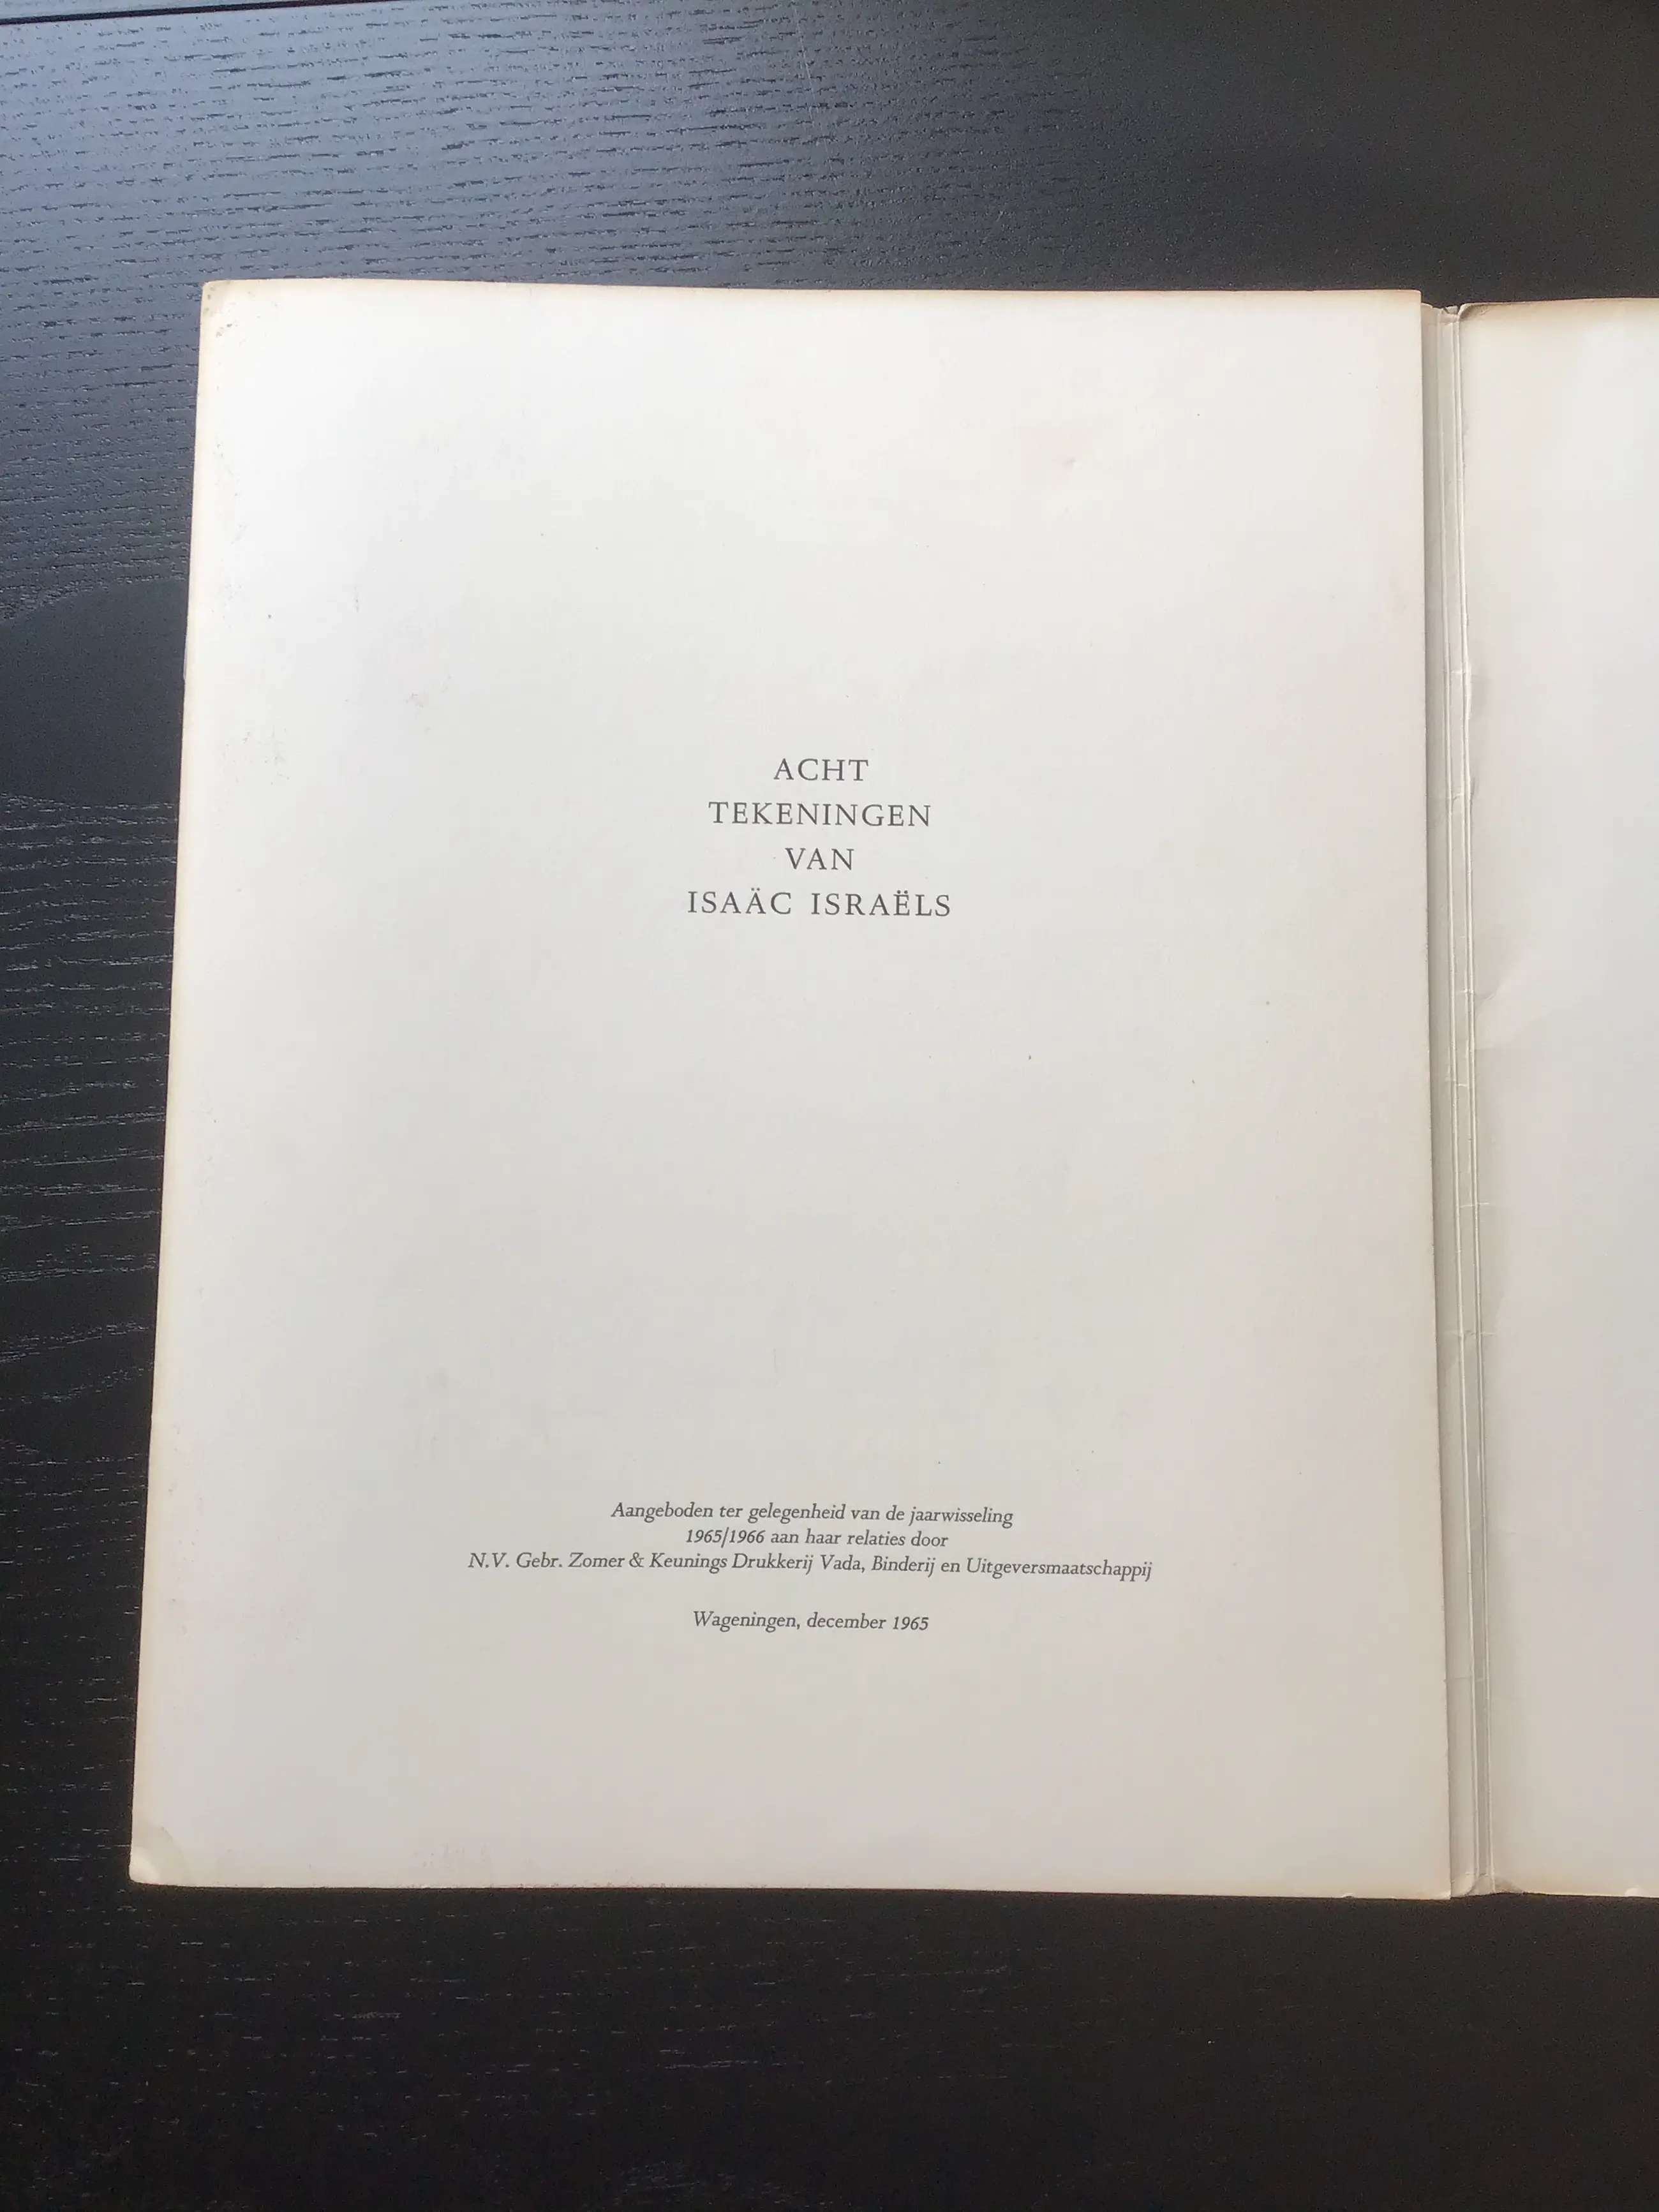 ACHT
TEKENINGEN
VAN
ISAÄC ISRAËLS
Aangeboden ter gelegenheid van de jaarwisseling
1965/1966 aan haar relaties door
N.V. Gebr. Zomer & Keunings Drukkerij Vada, Binderij en Uitgeversmaatschappij
Wageningen, december 1965